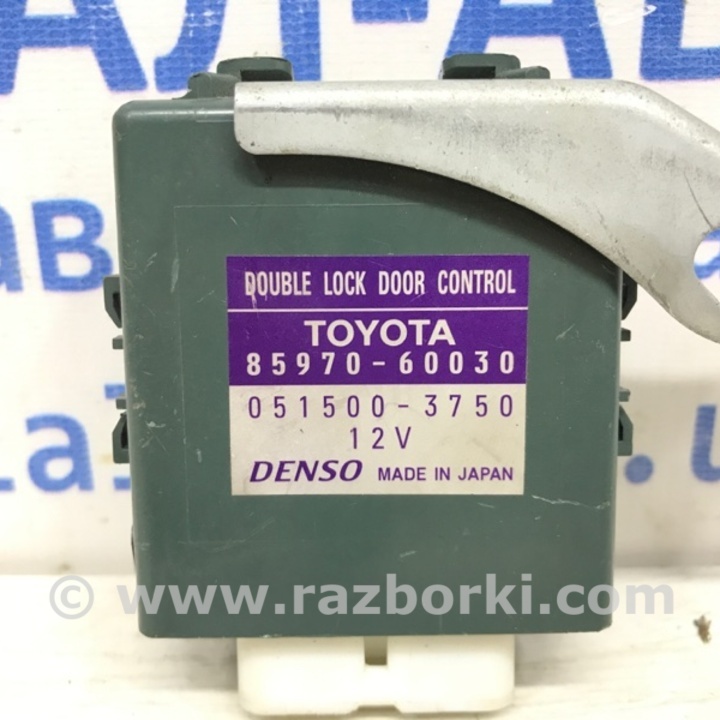 DOUBLE LOCK DOOR CONTROL
TOYOTA
85970-60030
051500-3750
12V
DENSO MADE IN JAPAN
© www.razborki.com